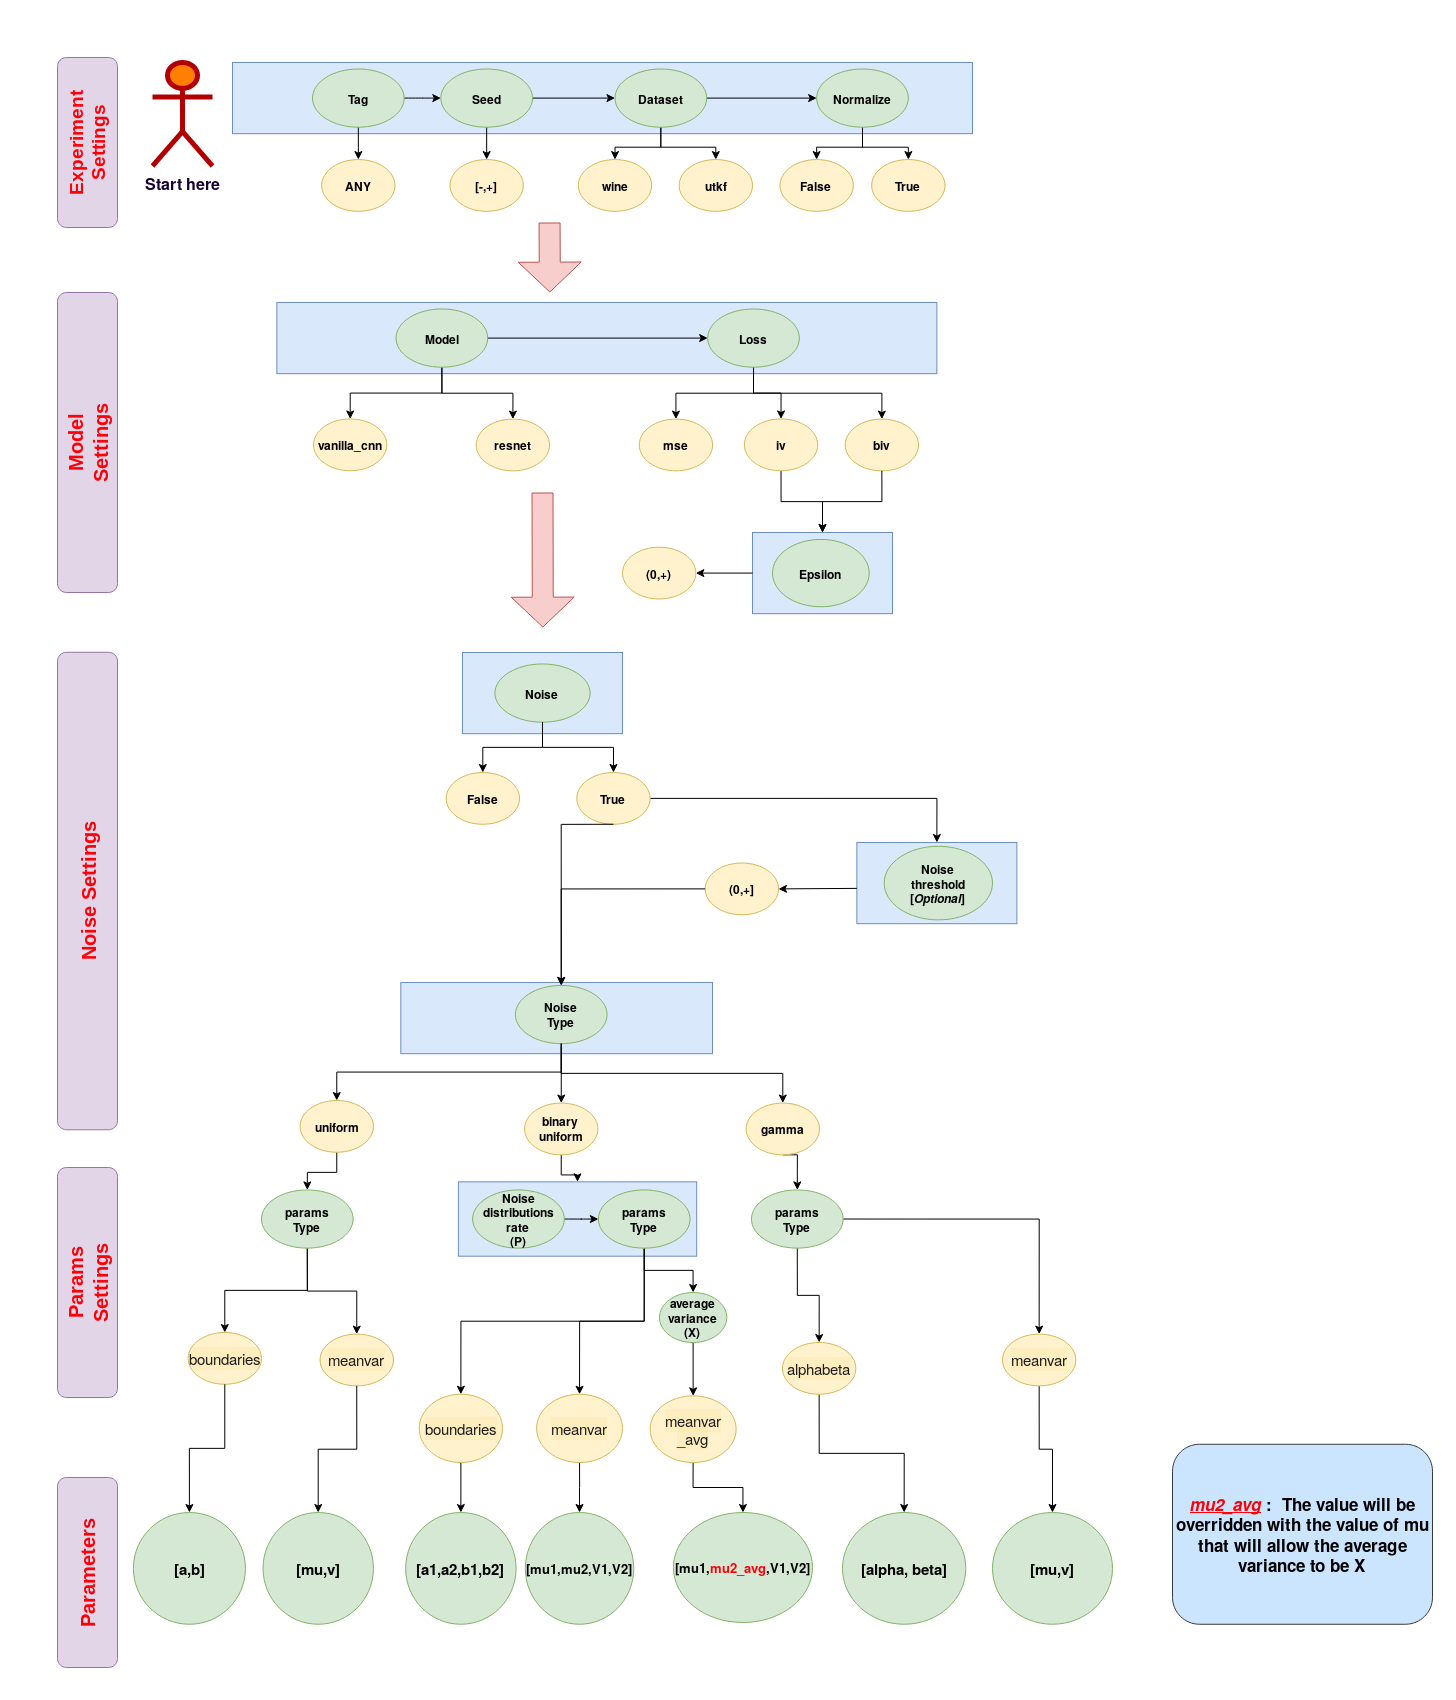 Experiment
Settings
Start here
Tag
Seed
Dataset
Normalize
ANY
[-,+]
wine
utkf
False
True
Model
Settings
Model
Loss
vanilla_cnn
resnet
mse
iv
biv
(0,+)
Epsilon
Noise Settings
Noise
False
True
Noise
threshold
[Optional]
(0,+]
Noise
Type
uniform
binary
uniform
gamma
Params
Settings
params
Type
Noise
distributions
rate
(P)
params
Type
params
Type
average
variance
(X)
boundaries
meanvar
boundaries
meanvar
meanvar
_avg
alphabeta
meanvar
Parameters
[a,b]
[mu,v]
[a1,a2,b1,b2]
[mu1,mu2,V1,V2]
[mu1,mu2_avg,V1,V2]
[alpha, beta]
[mu,v]
mu2_avg : The value will be
overridden with the value of mu
that will allow the average
variance to be X